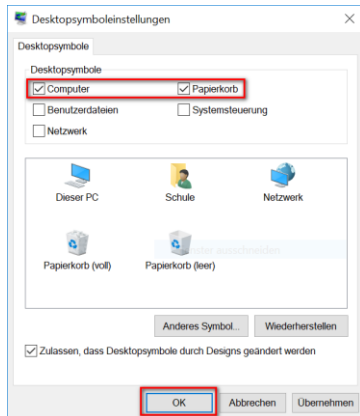 Desktopsymboleinstellungen
Desktopsymbole
Desktopsymbole
Computer Papierkorb
Benutzerdateien Systemsteuerung
Netzwerk
Dieser PC Schule Netzwerk
ausschneiden
Papierkorb (voll) Papierkorb (leer)
Anderes Symbol... Wiederherstellen
Zulassen, dass Desktopsymbole durch Designs geändert werden
OK Abbrechen Übernehmen